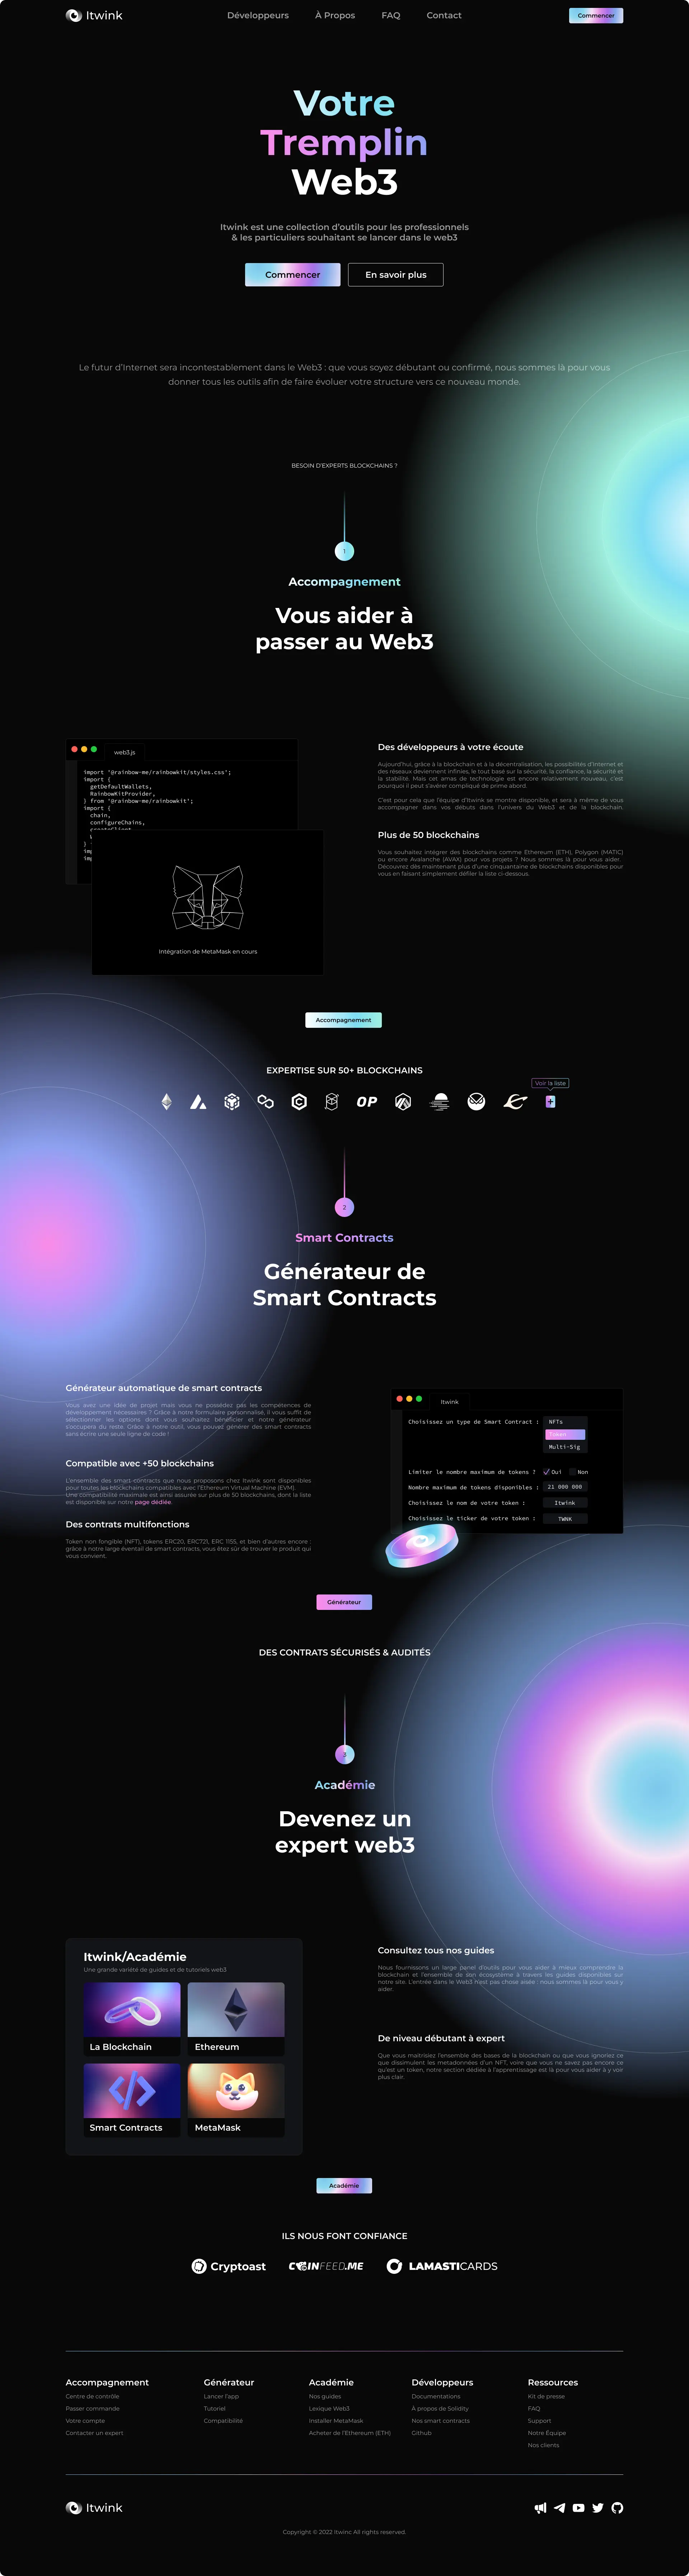 Itwink
Développeurs
À Propos
FAQ
Contact
Commencer
Votre
Tremplin
Web3
Itwink est une collection d'outils pour les professionnels
& les particuliers souhaitant se lancer dans le web3
Commencer
En savoir plus
Le futur d'Internet sera incontestablement dans le Web3 : que vous soyez débutant ou confirmé, nous sommes là pour vous
donner tous les outils afin de faire évoluer votre structure vers ce nouveau monde.
BESOIN D'EXPERTS BLOCKCHAINS ?
1
Accompagnement
Vous aider à
passer au Web3
web3.js
import '@rainbow-me/rainbowkit/styles.css';
import {
getDefaultWallets,
RainbowKitProvider,
} from '@rainbow-me/rainbowkit';
import {
chain,
configureChains,
createClient
}
Intégration de MetaMask en cours
Des développeurs à votre écoute
Aujourd'hui, grâce à la blockchain et à la décentralisation, les possibilités d'Internet et
des réseau deviennent infinies, le tout basé sur la sécurité, la confiance, la sécurité et
la stabilité. Mais cet amas de technologie est encore relativement nouveau, c'est
pourquoi il peut s'avérer compliqué de prime abord.
C'est pour cela que l'équipe d'Itwink se montre disponible, et sera à même de vous
accompagner dans vos débuts dans l'univers du Web3 et de la blockchain.
Plus de 50 blockchains
Vous souhaitez intégrer des blockchains comme Ethereum (ETH), Polygon (MATIC)
ou encore Avalanche (AVAX) pour vos projets ? Nous sommes là pour vous aider.
Découvrez dès maintenant plus d'une cinquantaine de blockchains disponibles pour
vous en faisant simplement défiler la liste ci-dessous.
Accompagnement
EXPERTISE SUR 50+ BLOCKCHAINS
Voir la liste
OP
2
Smart Contracts
Générateur de
Smart Contracts
Générateur automatique de smart contracts
Vous avez une idée de projet mais vous ne possédez pas les compétences de
développement nécessaires ? Grâce à notre formulaire personnalisé, il vous suffit de
sélectionner les options dont vous souhaitez bénéficier et notre générateur
s'occupera du reste. Grâce à notre outil, vous pouvez générer des smart contracts
sans écrire une seule ligne de code !
Compatible avec +50 blockchains
L'ensemble des smart contracts que nous proposons chez Itwink sont disponibles
pour toutes les blockchains compatibles avec l'Ethereum Virtual Machine (EVM).
Une compatibilité maximale est ainsi assurée sur plus de 50 blockchains, dont la liste
est disponible sur notre page dédiée.
Des contrats multifonctions
Token non fongible (NFT), tokens ERC20, ERC721, ERC 1155, et bien d'autres encore :
grâce à notre large éventail de smart contracts, vous êtez sûr de trouver le produit qui
vous convient.
Itwink
Choisissez un type de Smart Contract :
NFTs
Token
Multi-Sig
Limiter le nombre maximum de tokens ?
Oui
Non
Nombre maximum de tokens disponibles :
21 000 000
Choisissez le nom de votre token :
Itwink
Choisissez le ticker de votre token :
TWNK
Générateur
DES CONTRATS SÉCURISÉS & AUDITÉS
3
Académie
Devenez un
expert web3
Itwink/Académie
Une grande variété de guides et de tutoriels web3
La Blockchain
Ethereum
Smart Contracts
MetaMask
Consultez tous nos guides
Nous fournissons un large panel d'outils pour vous aider à mieux comprendre la
blockchain et l'ensemble de son écosystème à travers les guides disponibles sur
notre site. L'entrée dans le Web3 n'est pas chose aisée : nous sommes là pour vous y
aider.
De niveau débutant à expert
Que vous maitrisiez l'ensemble des bases de la blockchain ou que vous ignoriez ce
que dissimulent les metadonnées d'un NFT, voire que vous ne savez pas encore ce
qu'est un token, notre section dédiée à l'apprentissage est là pour vous aider à y voir
plus clair.
Académie
ILS NOUS FONT CONFIANCE
Cryptoast
COINFEED.ME
LAMASTICARDS
Accompagnement
Centre de contrôle
Passer commande
Votre compte
Contacter un expert
Générateur
Lancer l'app
Tutoriel
Compatibilité
Académie
Nos guides
Lexique Web3
Installer MetaMask
Acheter de l'Ethereum (ETH)
Développeurs
Documentations
À propos de Solidity
Nos smart contracts
Github
Ressources
Kit de presse
FAQ
Support
Notre Équipe
Nos clients
Itwink
Copyright © 2022 Itwinc All rights reserved.